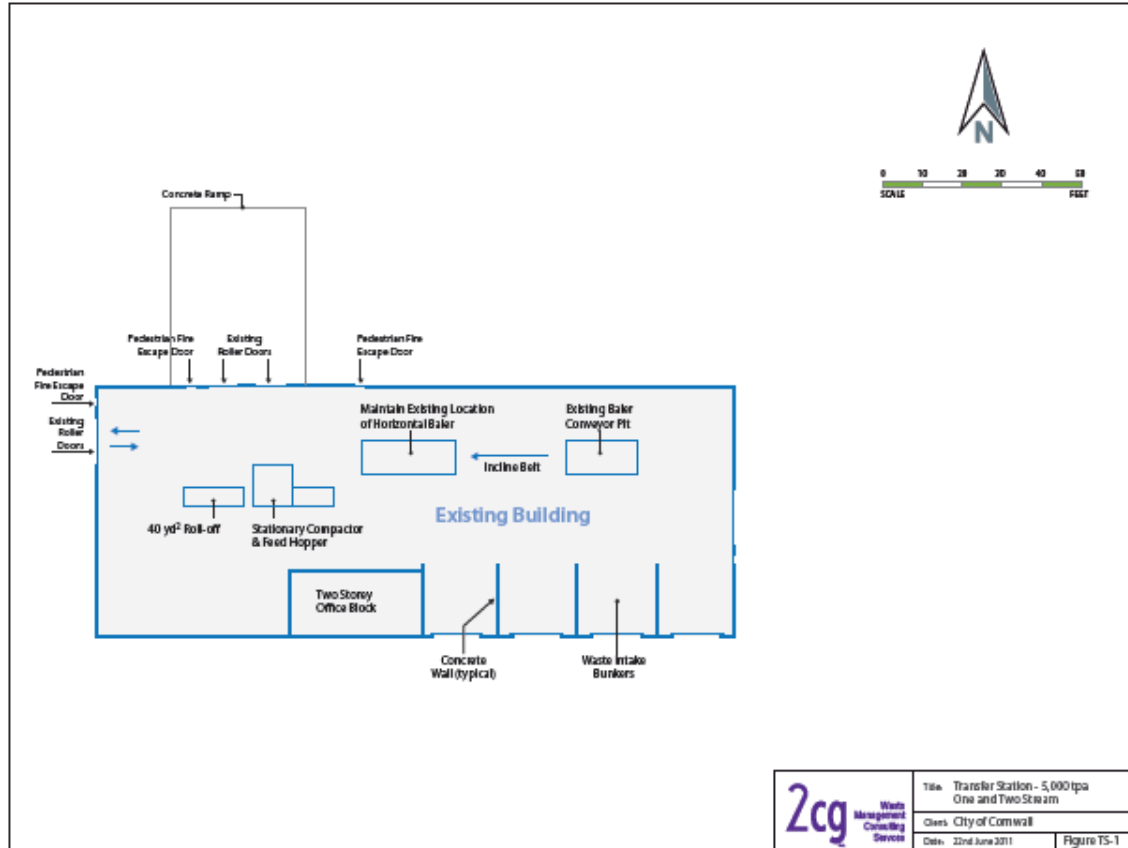 N
0 10 20 30 40 50
SCALE FEET
Concrete Ramp
Pedestrian Fire
Escape Door
Existing
Roller Doors
Pedestrian Fire
Escape Door
Pedestrian
Fire Escape
Door
Existing
Roller
Doors
Maintain Existing Location
of Horizontal Baler
Existing Baler
Conveyor Pit
Incline Belt
40 yd² Roll-off
Stationary Compactor
& Feed Hopper
Existing Building
Two Storey
Office Block
Concrete
Wall (typical)
Waste Intake
Bunkers
2cg
Waste
Management
Consulting
Services
Title: Transfer Station - 5,000 tpa
One and Two Stream
Client: City of Cornwall
Date: 22nd June 2011
Figure TS-1